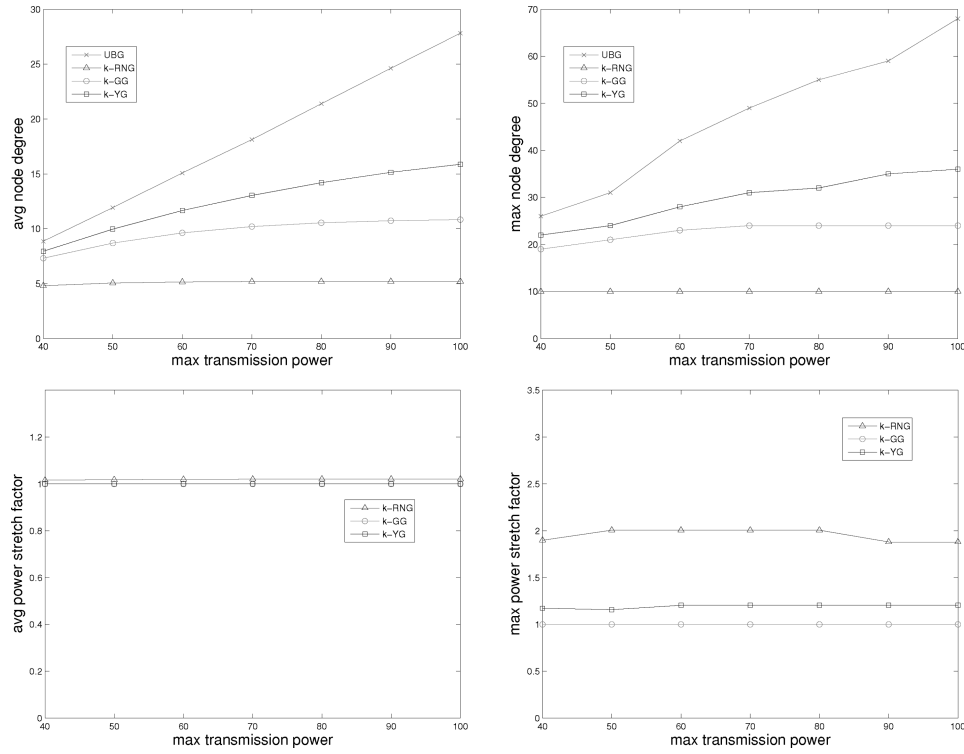 30
25
20
15
10
5
0
avg node degree
UBG
k-RNG
k-GG
k-YG
40 50 60 70 80 90 100
max transmission power
70
60
50
40
30
20
10
0
max node degree
UBG
k-RNG
k-GG
k-YG
40 50 60 70 80 90 100
max transmission power
1.2
1
0.8
0.6
0.4
0.2
0
avg power stretch factor
k-RNG
k-GG
k-YG
40 50 60 70 80 90 100
max transmission power
3.5
3
2.5
2
1.5
1
0.5
0
max power stretch factor
k-RNG
k-GG
k-YG
40 50 60 70 80 90 100
max transmission power